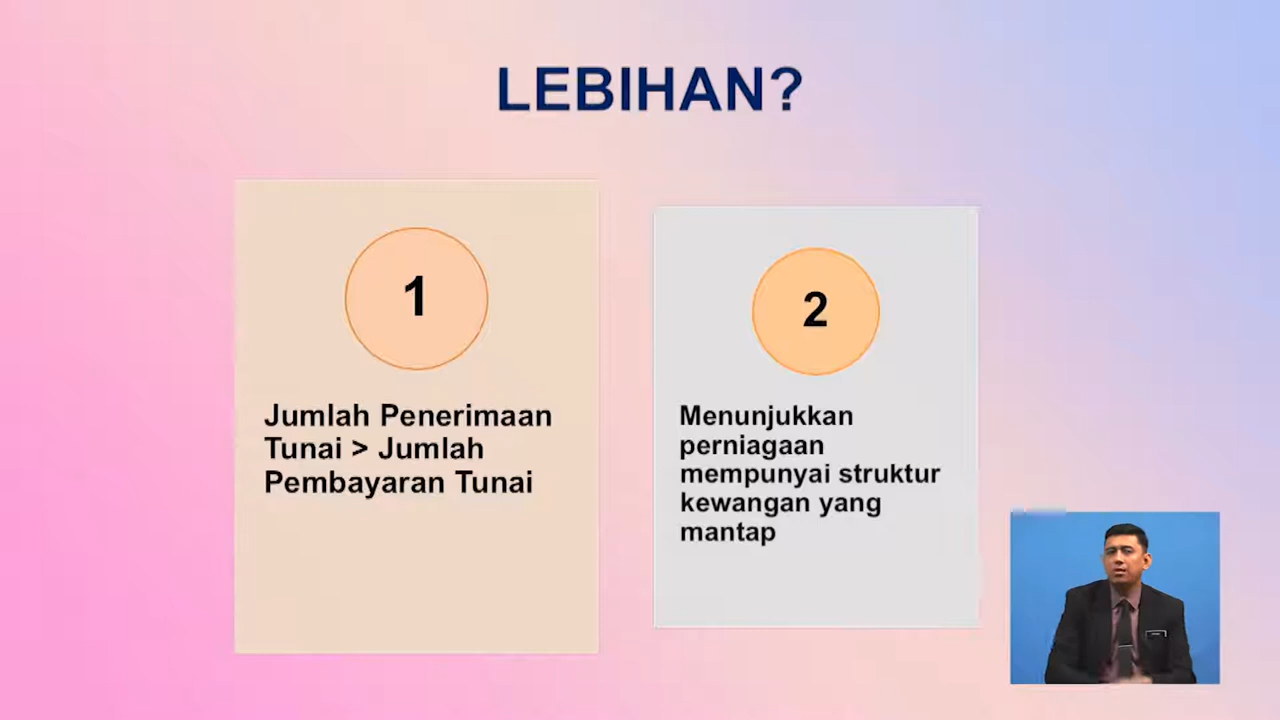 LEBIHAN?
1
Jumlah Penerimaan
Tunai > Jumlah
Pembayaran Tunai
2
Menunjukkan
perniagaan
mempunyai struktur
kewangan yang
mantap